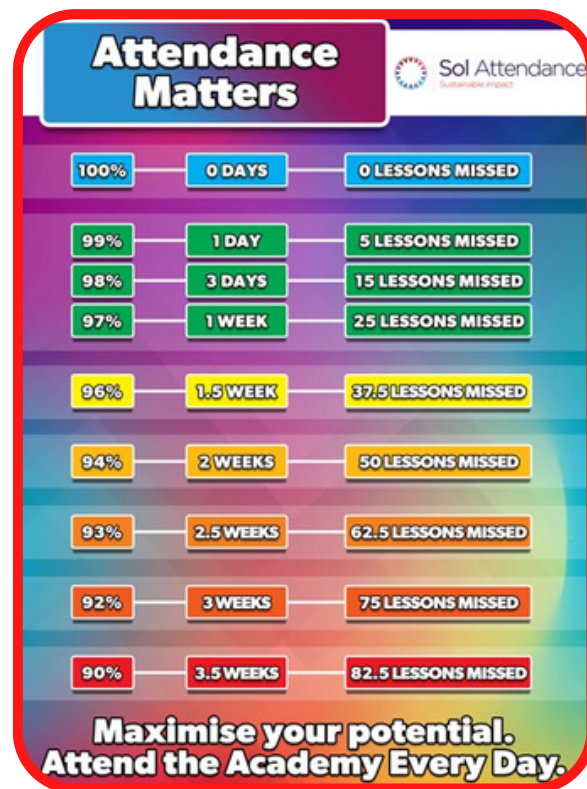 Attendance
Matters
Sol Attendance
Sustainable impact
100% 0 DAYS 0 LESSONS MISSED
99% 1 DAY 5 LESSONS MISSED
98% 3 DAYS 15 LESSONS MISSED
97% 1 WEEK 25 LESSONS MISSED
96% 1.5 WEEK 37.5 LESSONS MISSED
94% 2 WEEKS 50 LESSONS MISSED
93% 2.5 WEEKS 62.5 LESSONS MISSED
92% 3 WEEKS 75 LESSONS MISSED
90% 3.5 WEEKS 82.5 LESSONS MISSED
Maximise your potential.
Attend the Academy Every Day.